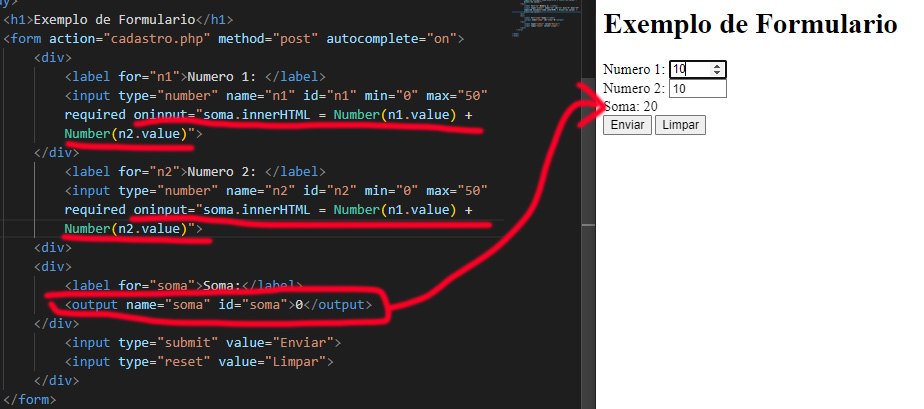 <h1>Exemplo de Formulario</h1>
<form action="cadastro.php" method="post" autocomplete="on">
<div>
<label for="n1">Numero 1: </label>
<input type="number" name="n1" id="n1" min="0" max="50"
required oninput="soma.innerHTML = Number(n1.value) +
Number(n2.value)">
</div>
<label for="n2">Numero 2: </label>
<input type="number" name="n2" id="n2" min="0" max="50"
required oninput="soma.innerHTML = Number(n1.value) +
Number(n2.value)">
<div>
<div>
<label for="soma">Soma:</label>
<output name="soma" id="soma">0</output>
</div>
<input type="submit" value="Enviar">
<input type="reset" value="Limpar">
</div>
</form>
Exemplo de Formulario
Numero 1: 10
Numero 2: 10
Soma: 20
Enviar Limpar